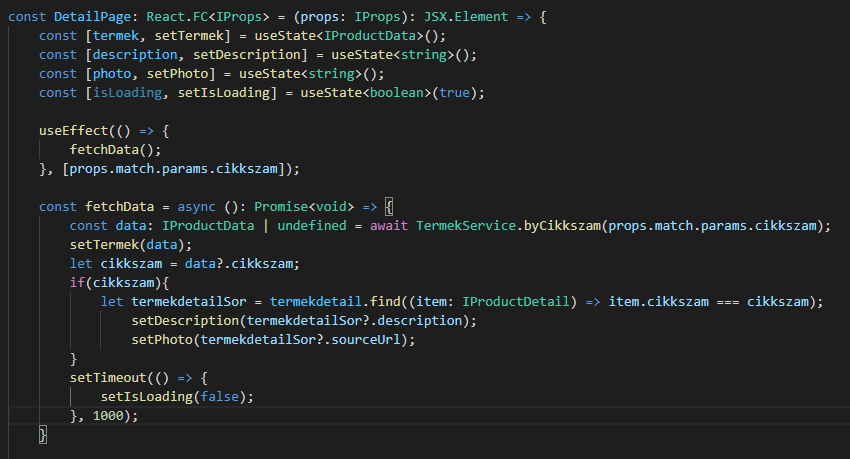 const DetailPage: React.FC<IProps> = (props: IProps): JSX.Element => {
    const [termek, setTermek] = useState<IProductData>();
    const [description, setDescription] = useState<string>();
    const [photo, setPhoto] = useState<string>();
    const [isLoading, setIsLoading] = useState<boolean>(true);

    useEffect(() => {
        fetchData();
    }, [props.match.params.cikkszam]);

    const fetchData = async (): Promise<void> => {
        const data: IProductData | undefined = await TermekService.byCikkszam(props.match.params.cikkszam);
        setTermek(data);
        let cikkszam = data?.cikkszam;
        if(cikkszam){
            let termekdetailSor = termekdetail.find((item: IProductDetail) => item.cikkszam === cikkszam);
                setDescription(termekdetailSor?.description);
                setPhoto(termekdetailSor?.sourceUrl);
        }
        setTimeout(() => {
            setIsLoading(false);
        }, 1000);
    }